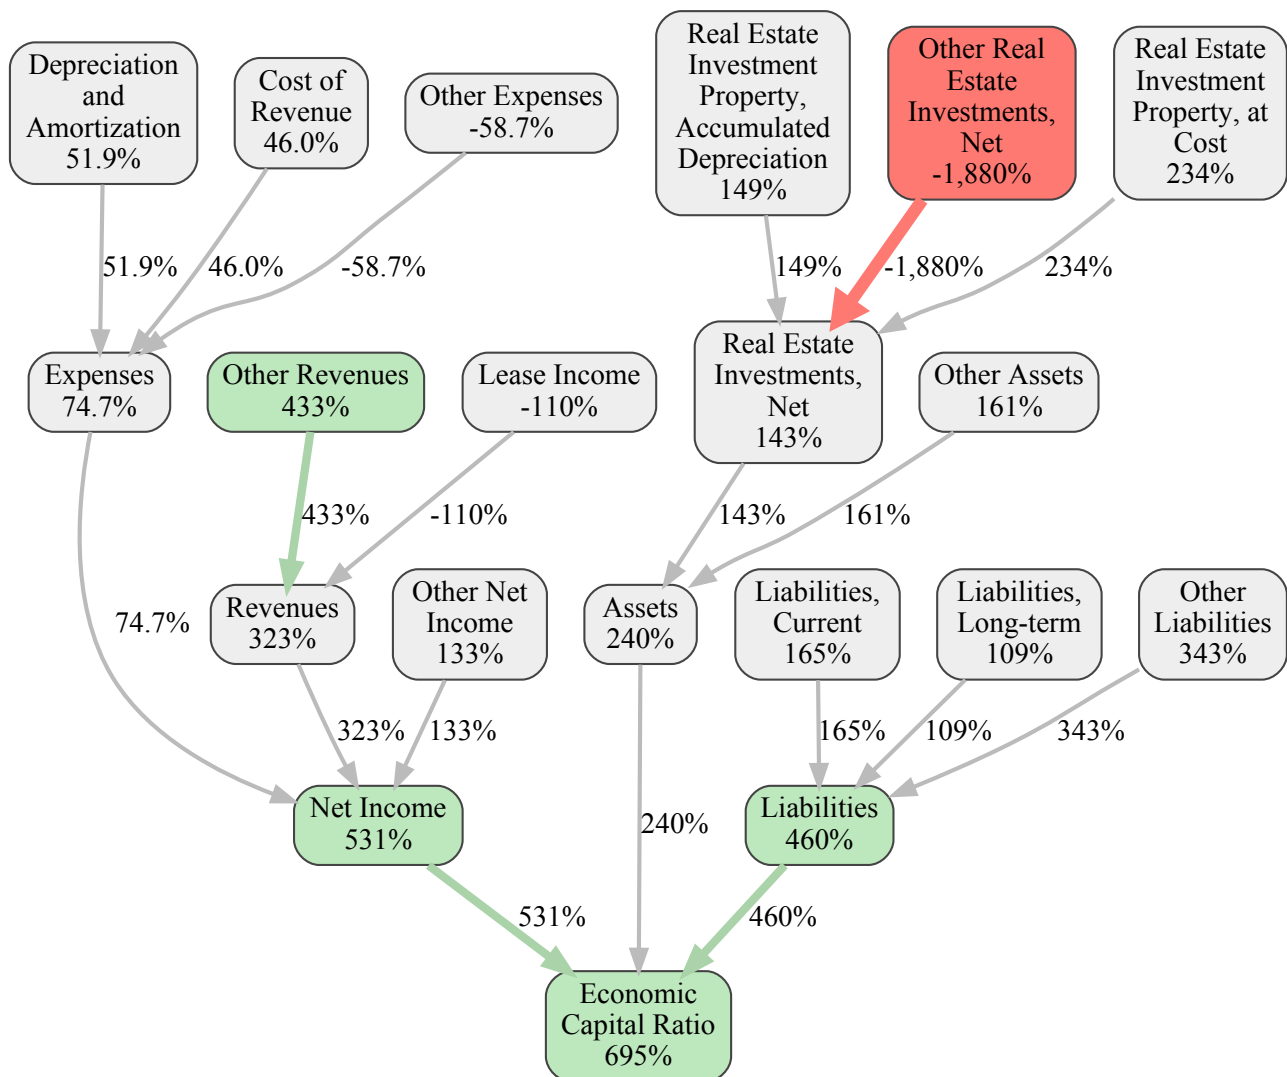 Depreciation
and
Amortization
51.9%
Cost of
Revenue
46.0%
Other Expenses
-58.7%
Real Estate
Investment
Property,
Accumulated
Depreciation
149%
Other Real
Estate
Investments,
Net
-1,880%
Real Estate
Investment
Property, at
Cost
234%
51.9%
46.0%
-58.7%
149%
-1,880%
234%
Expenses
74.7%
Other Revenues
433%
Lease Income
-110%
Real Estate
Investments,
Net
143%
Other Assets
161%
433%
-110%
143%
161%
74.7%
Revenues
323%
Other Net
Income
133%
Assets
240%
Liabilities,
Current
165%
Liabilities,
Long-term
109%
Other
Liabilities
343%
323%
133%
165%
109%
343%
Net Income
531%
240%
Liabilities
460%
531%
460%
Economic
Capital Ratio
695%